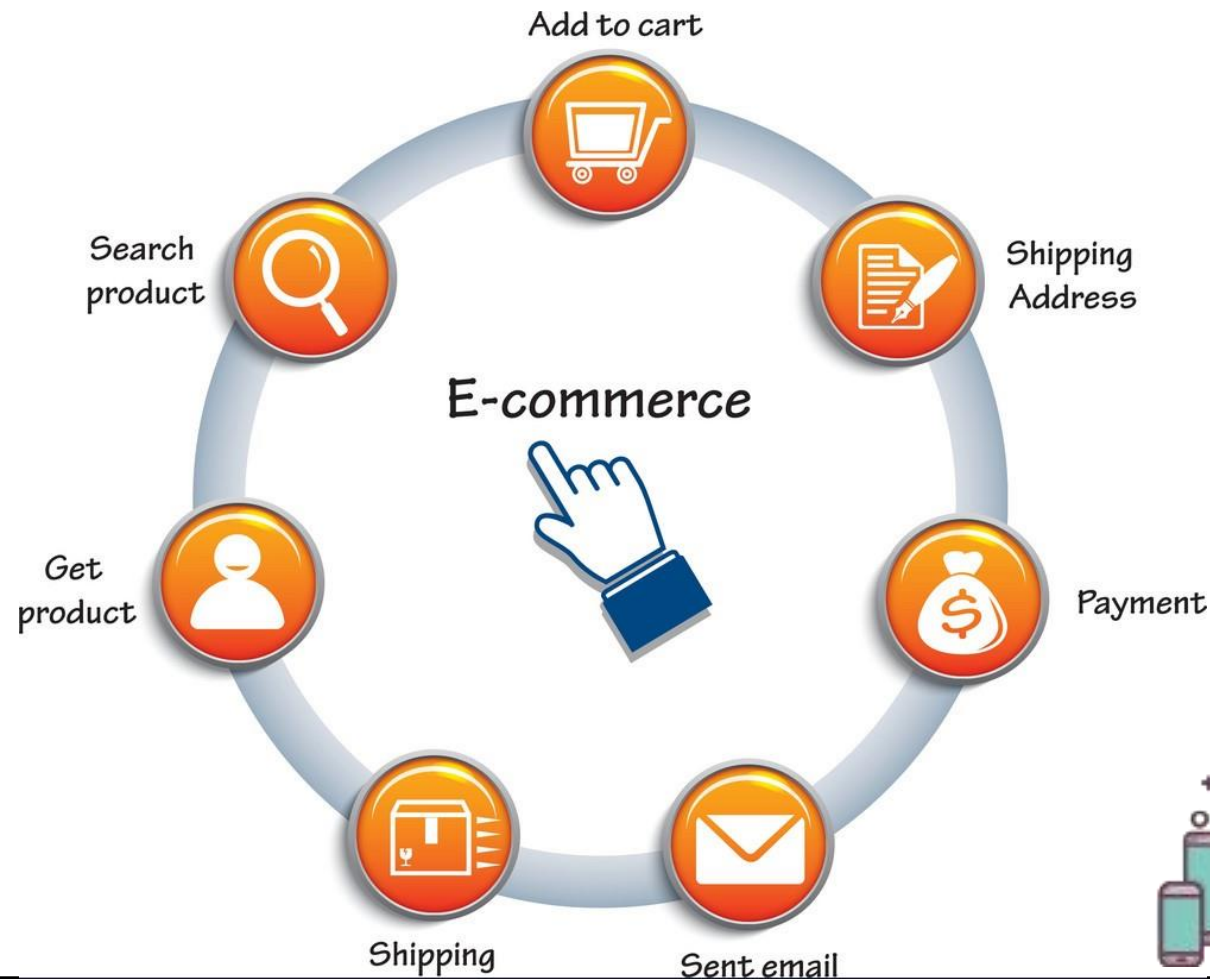 Add to cart
Search
product
Shipping
Address
E-commerce
Get
product
$
Payment
Shipping
Sent email